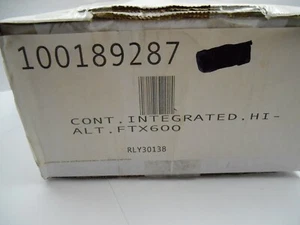 100189287
CONT.INTEGRATED.HI-
ALT.FTX600
RLY30138